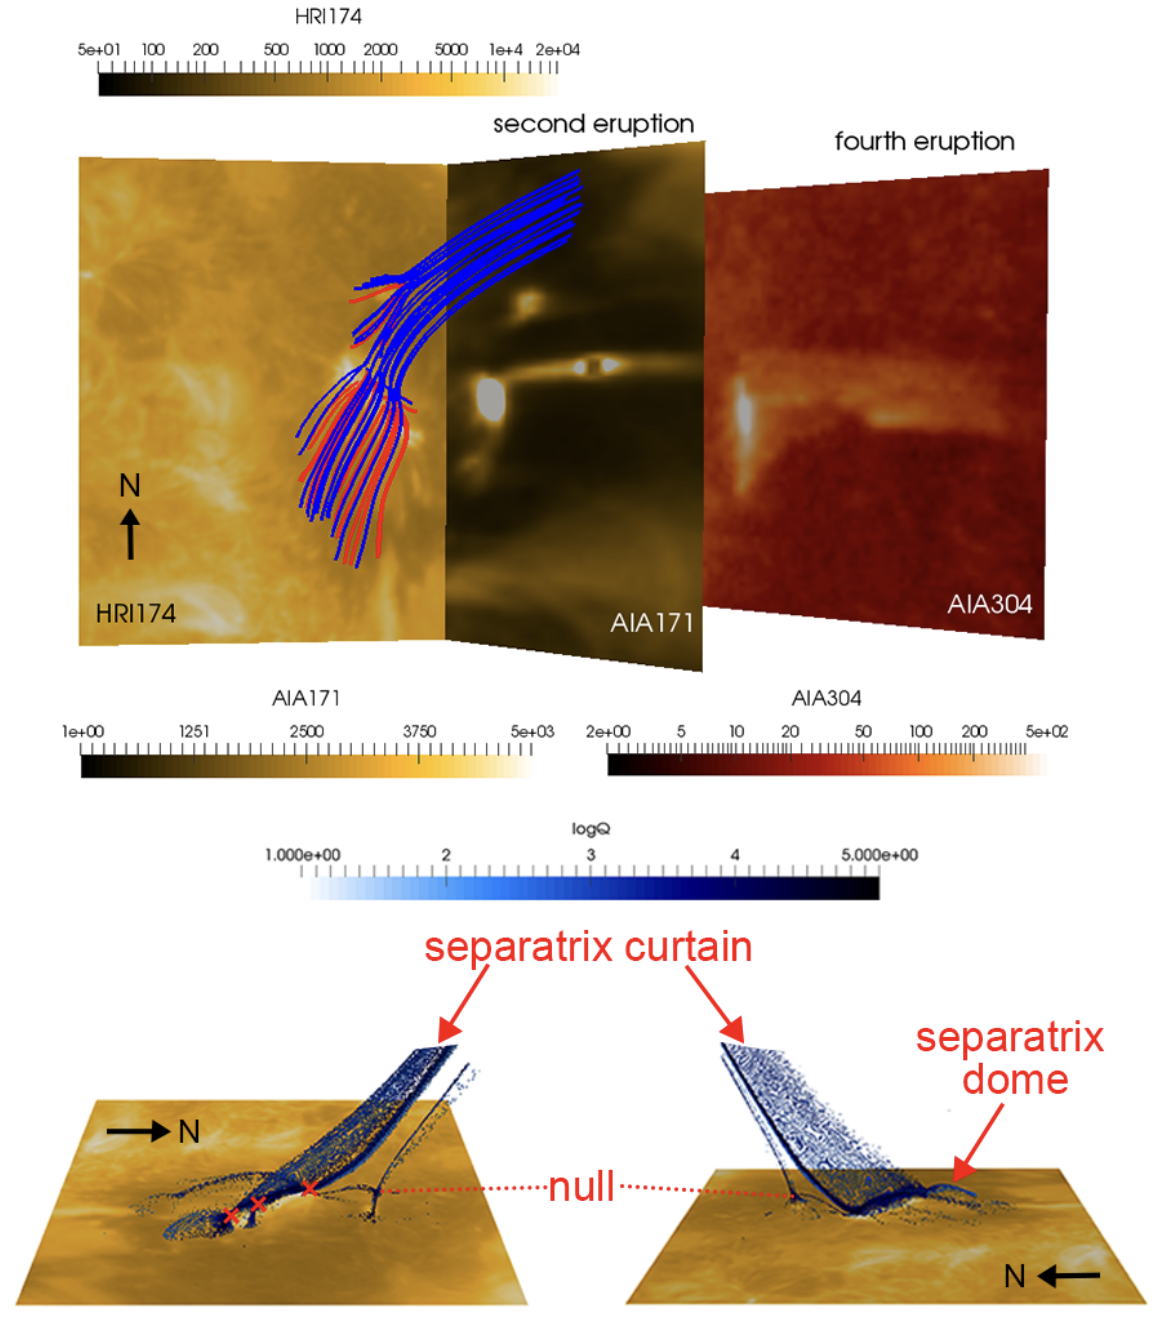 HRI174
5e+01 100 200 500 1000 2000 5000 1e+4 2e+04
second eruption
fourth eruption
N
HRI174
AIA171
AIA304
AIA171
1e+00 1251 2500 3750 5e+03
AIA304
2e+00 5 10 20 50 100 200 5e+02
logQ
1.000e+00 2 3 4 5.000e+00
separatrix curtain
separatrix
dome
N
null
N